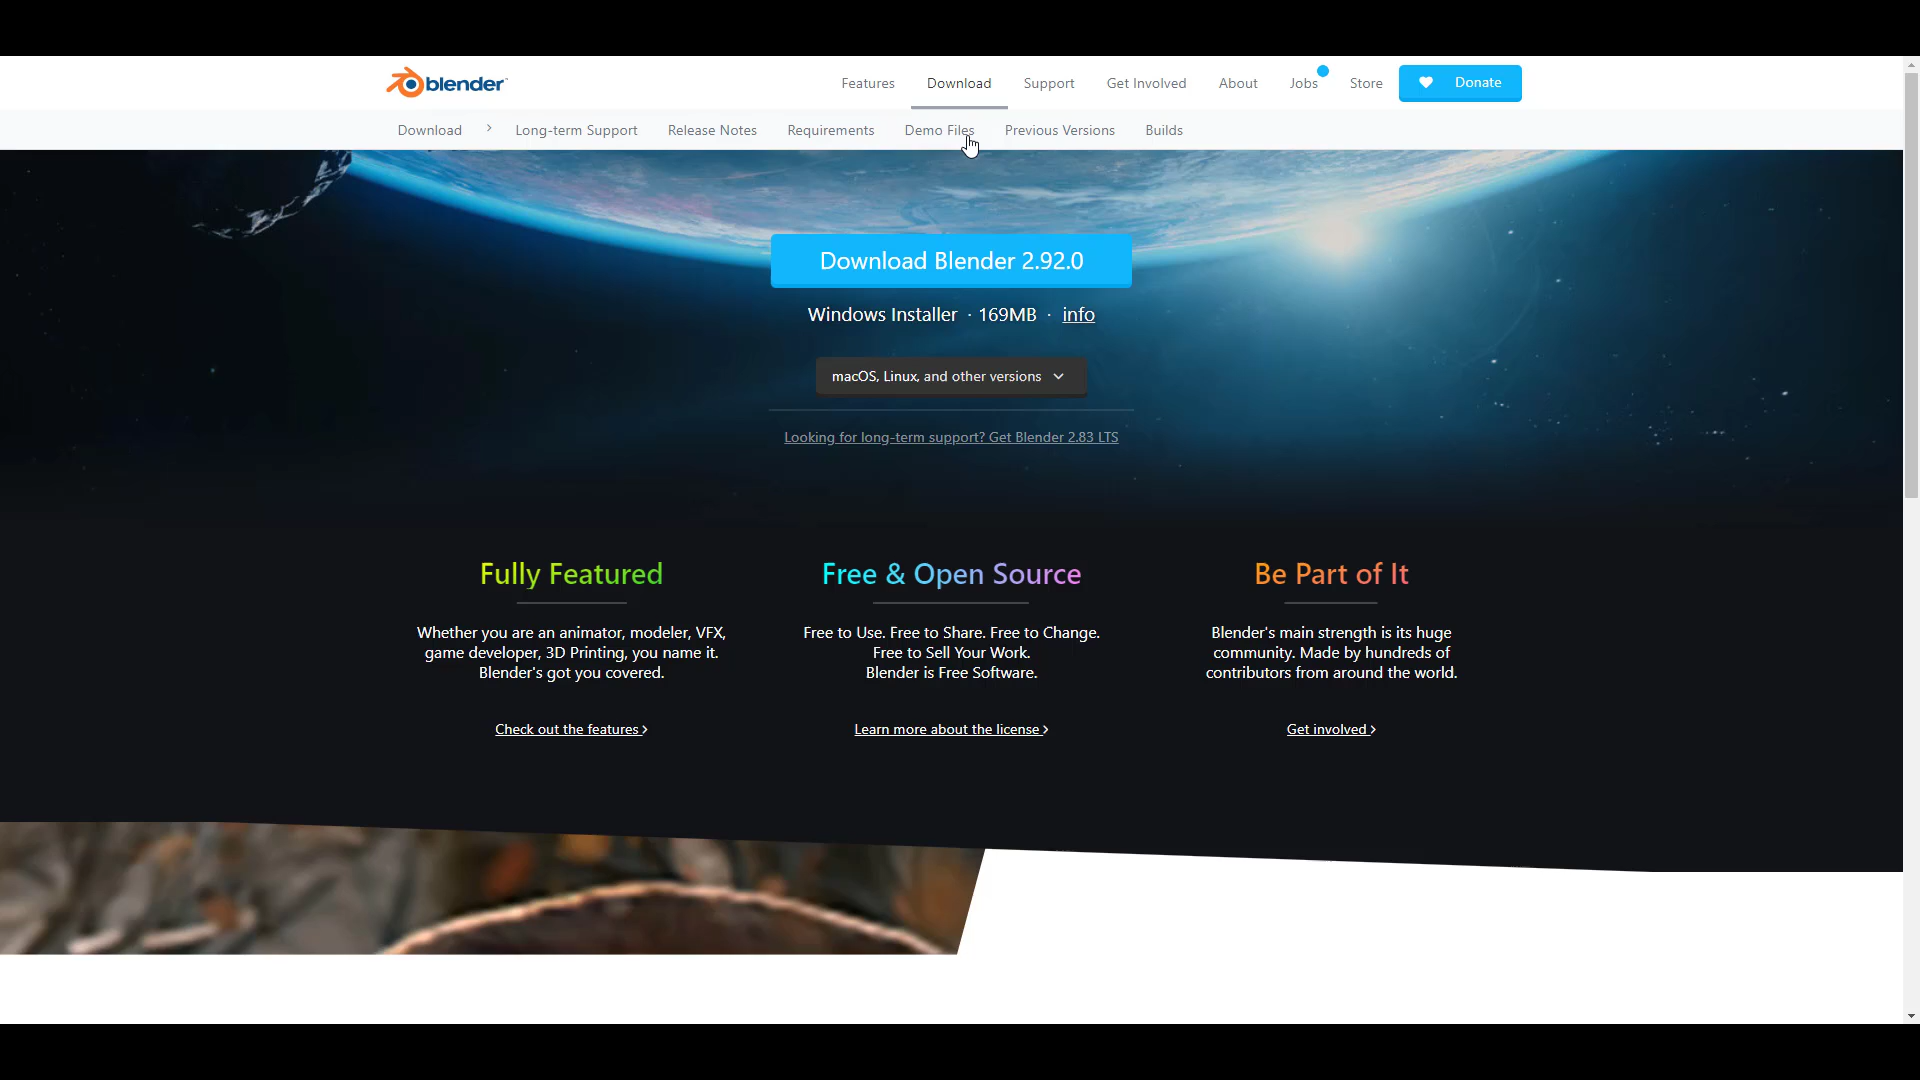 blender
Features Download Support Get Involved About Jobs Store Donate
Download Long-term Support Release Notes Requirements Demo Files Previous Versions Builds
Download Blender 2.92.0
Windows Installer · 169MB · info
macOS, Linux, and other versions
Looking for long-term support? Get Blender 2.83 LTS
Fully Featured
Whether you are an animator, modeler, VFX,
game developer, 3D Printing, you name it.
Blender's got you covered.
Check out the features
Free & Open Source
Free to Use. Free to Share. Free to Change.
Free to Sell Your Work.
Blender is Free Software.
Learn more about the license
Be Part of It
Blender's main strength is its huge
community. Made by hundreds of
contributors from around the world.
Get involved